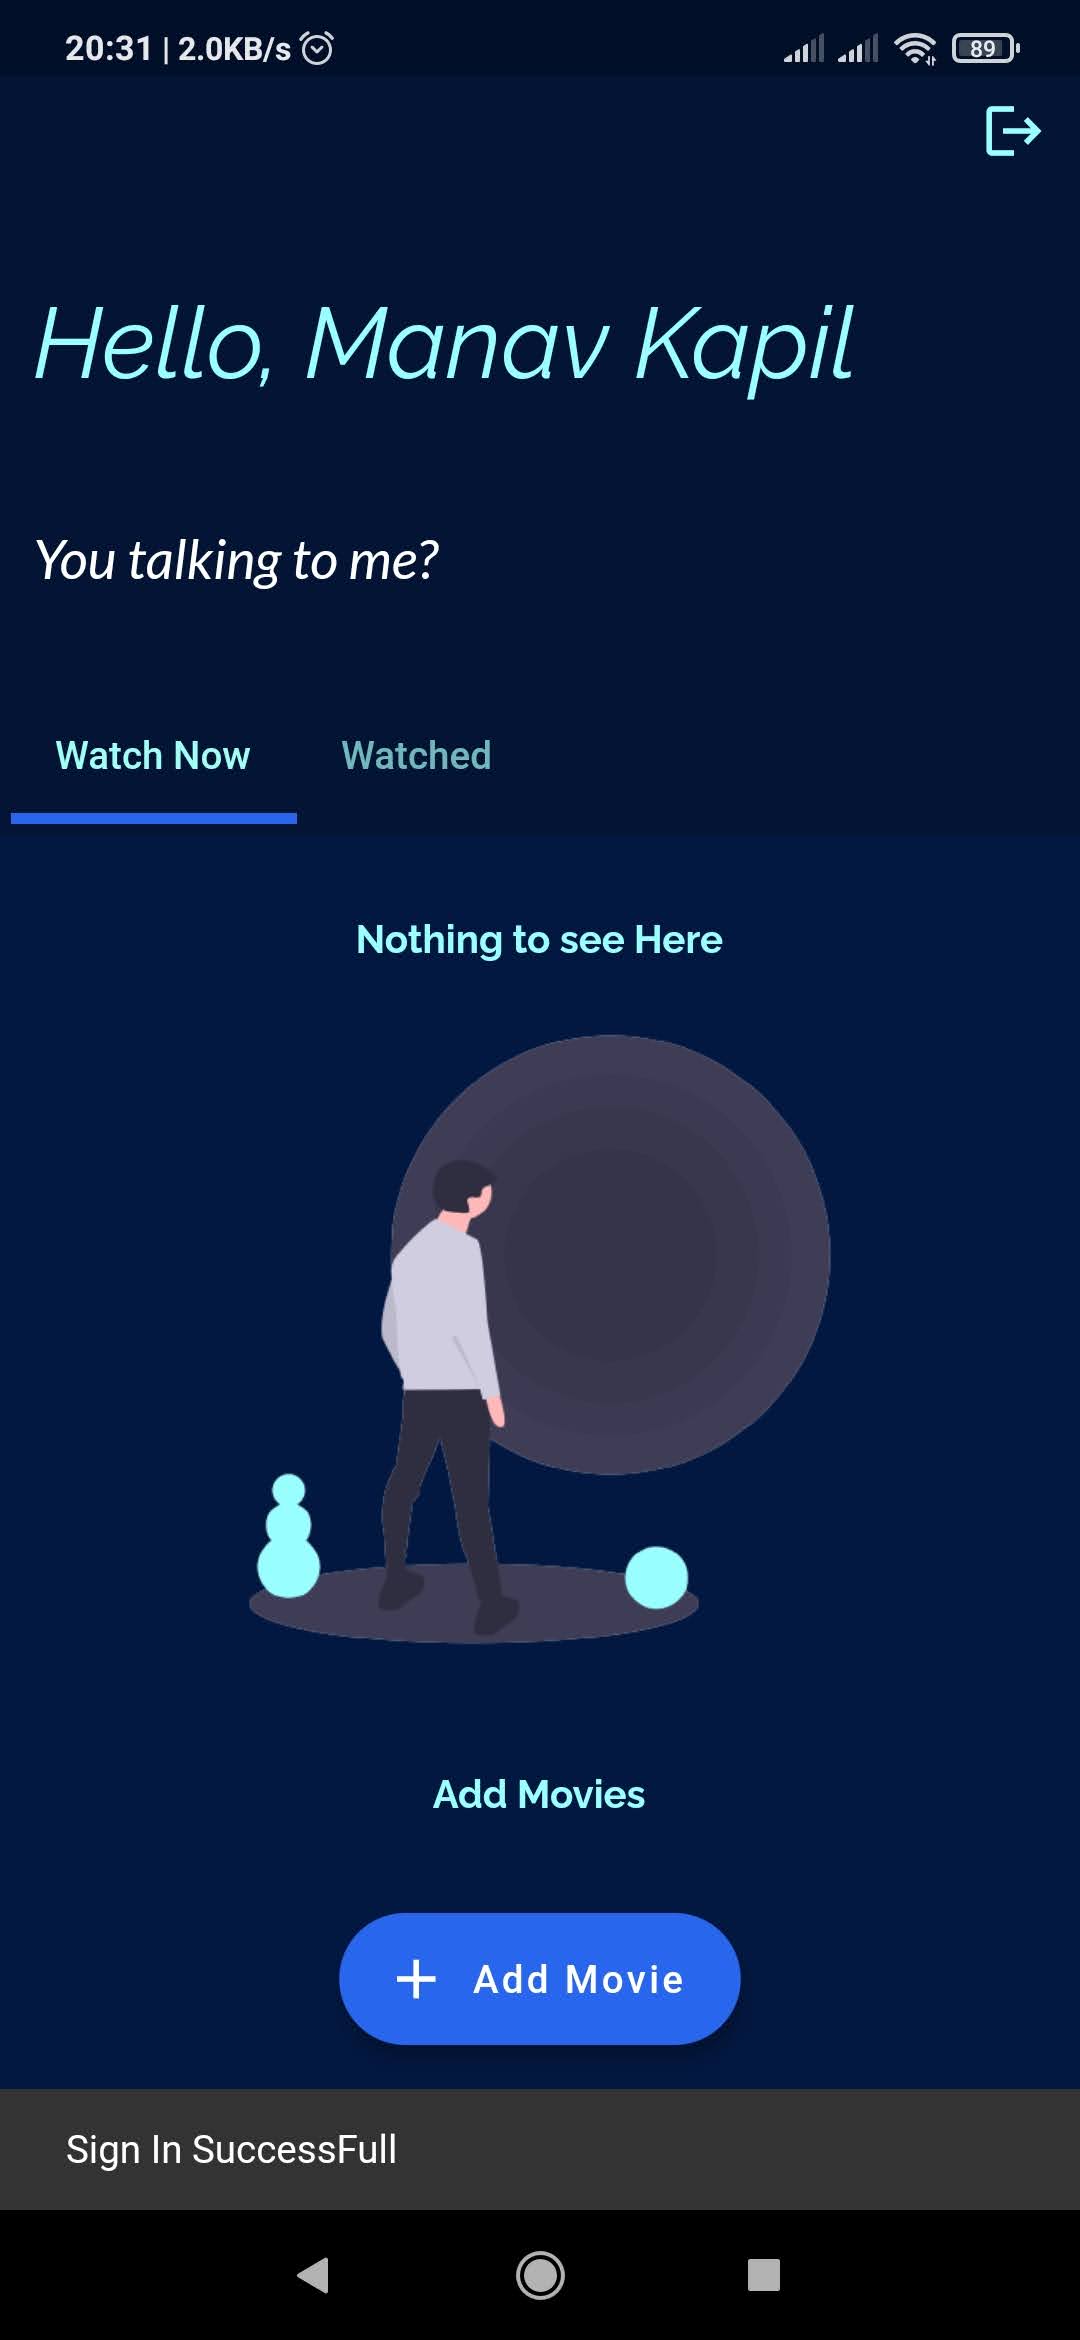 20:31 | 2.0KB/s
89
Hello, Manav Kapil
You talking to me?
Watch Now Watched
Nothing to see Here
Add Movies
+ Add Movie
Sign In SuccessFull